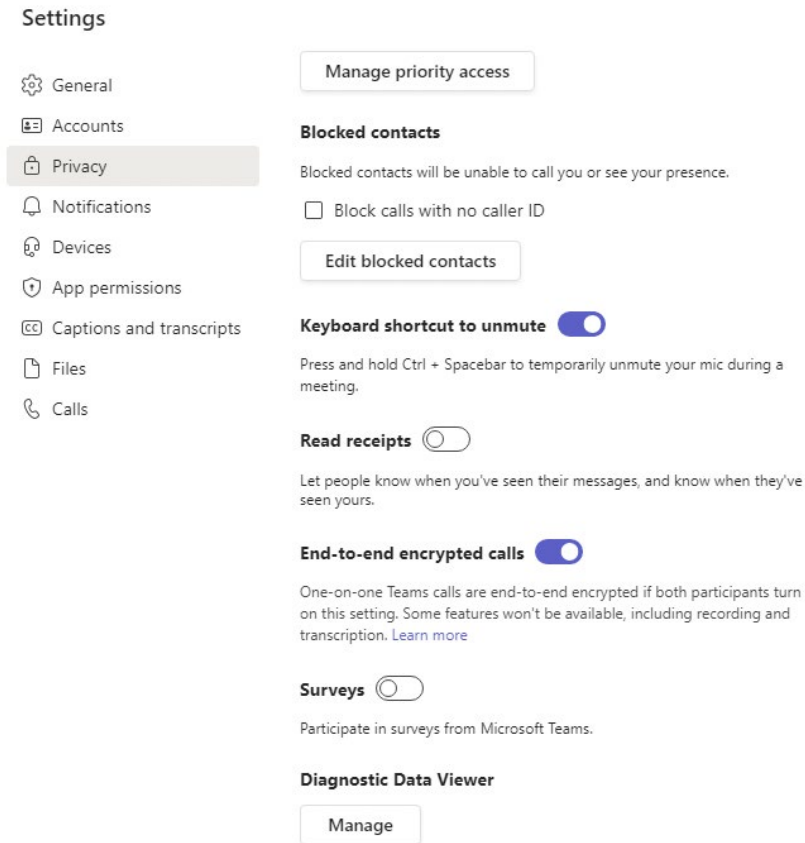 Settings
General
Accounts
Privacy
Notifications
Devices
App permissions
CC Captions and transcripts
Files
Calls
Manage priority access
Blocked contacts
Blocked contacts will be unable to call you or see your presence.
Block calls with no caller ID
Edit blocked contacts
Keyboard shortcut to unmute
Press and hold Ctrl + Spacebar to temporarily unmute your mic during a
meeting.
Read receipts
Let people know when you've seen their messages, and know when they've
seen yours.
End-to-end encrypted calls
One-on-one Teams calls are end-to-end encrypted if both participants turn
on this setting. Some features won't be available, including recording and
transcription. Learn more
Surveys
Participate in surveys from Microsoft Teams.
Diagnostic Data Viewer
Manage